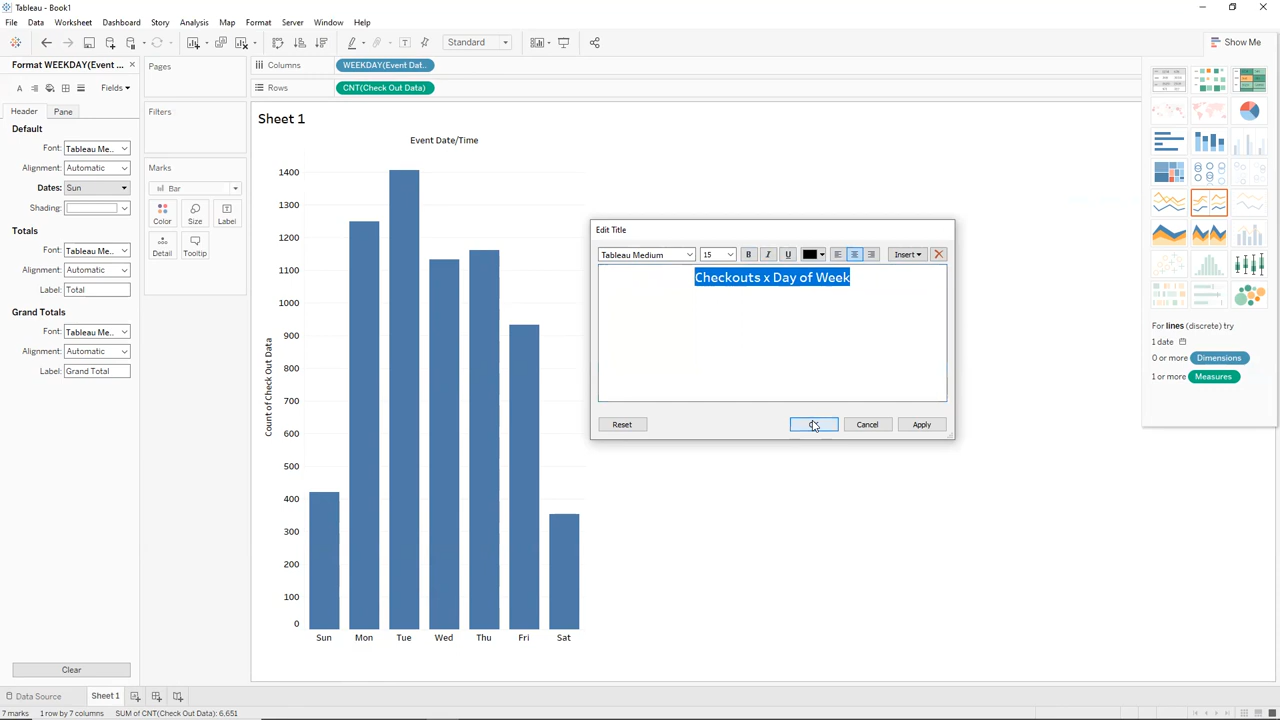 Tableau - Book1
File Data Worksheet Dashboard Story Analysis Map Format Server Window Help
Standard
Show Me
Format WEEKDAY(Event ...
Fields
Header Pane
Default
Font: Tableau Me..
Alignment: Automatic
Dates: Sun
Shading:
Totals
Font: Tableau Me..
Alignment: Automatic
Label: Total
Grand Totals
Font: Tableau Me..
Alignment: Automatic
Label: Grand Total
Clear
Pages
Filters
Marks
Bar
Color Size Label
Detail Tooltip
Columns WEEKDAY(Event Dat..
Rows CNT(Check Out Data)
Sheet 1
Event Date/Time
Count of Check Out Data
1400
1300
1200
1100
1000
900
800
700
600
500
400
300
200
100
0
Sun Mon Tue Wed Thu Fri Sat
Edit Title
Tableau Medium 15 B I U Insert
Checkouts x Day of Week
Reset Cancel Apply
For lines (discrete) try
1 date
0 or more Dimensions
1 or more Measures
Data Source Sheet 1
7 marks 1 row by 7 columns SUM of CNT(Check Out Data): 6,651